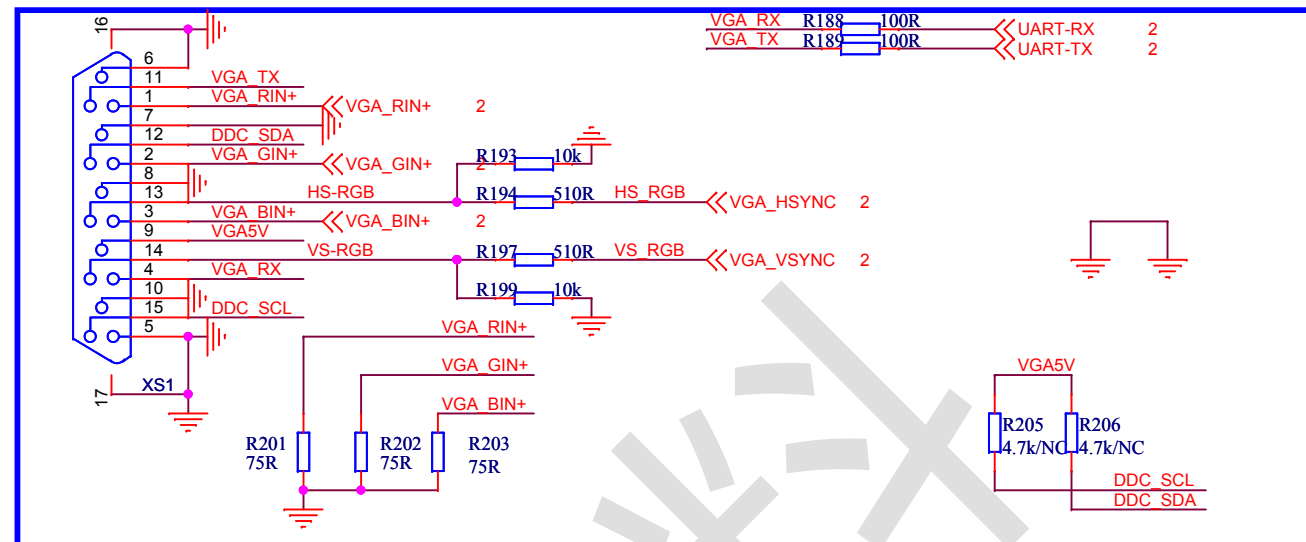 16
6
11 VGA_TX
1 VGA_RIN+ VGA_RIN+ 2
7
12 DDC_SDA
2 VGA_GIN+ VGA_GIN+ 2
8
13 HS-RGB
3 VGA_BIN+ VGA_BIN+ 2
9 VGA5V
14 VS-RGB
4 VGA_RX
10
15 DDC_SCL
5
17 XS1
VGA_RX R188 100R UART-RX 2
VGA_TX R189 100R UART-TX 2
R193 10k
R194 510R HS_RGB VGA_HSYNC 2
R197 510R VS_RGB VGA_VSYNC 2
R199 10k
VGA_RIN+
VGA_GIN+
VGA_BIN+
R201 75R
R202 75R
R203 75R
VGA5V
R205 4.7k/NC
R206 4.7k/NC
DDC_SCL
DDC_SDA